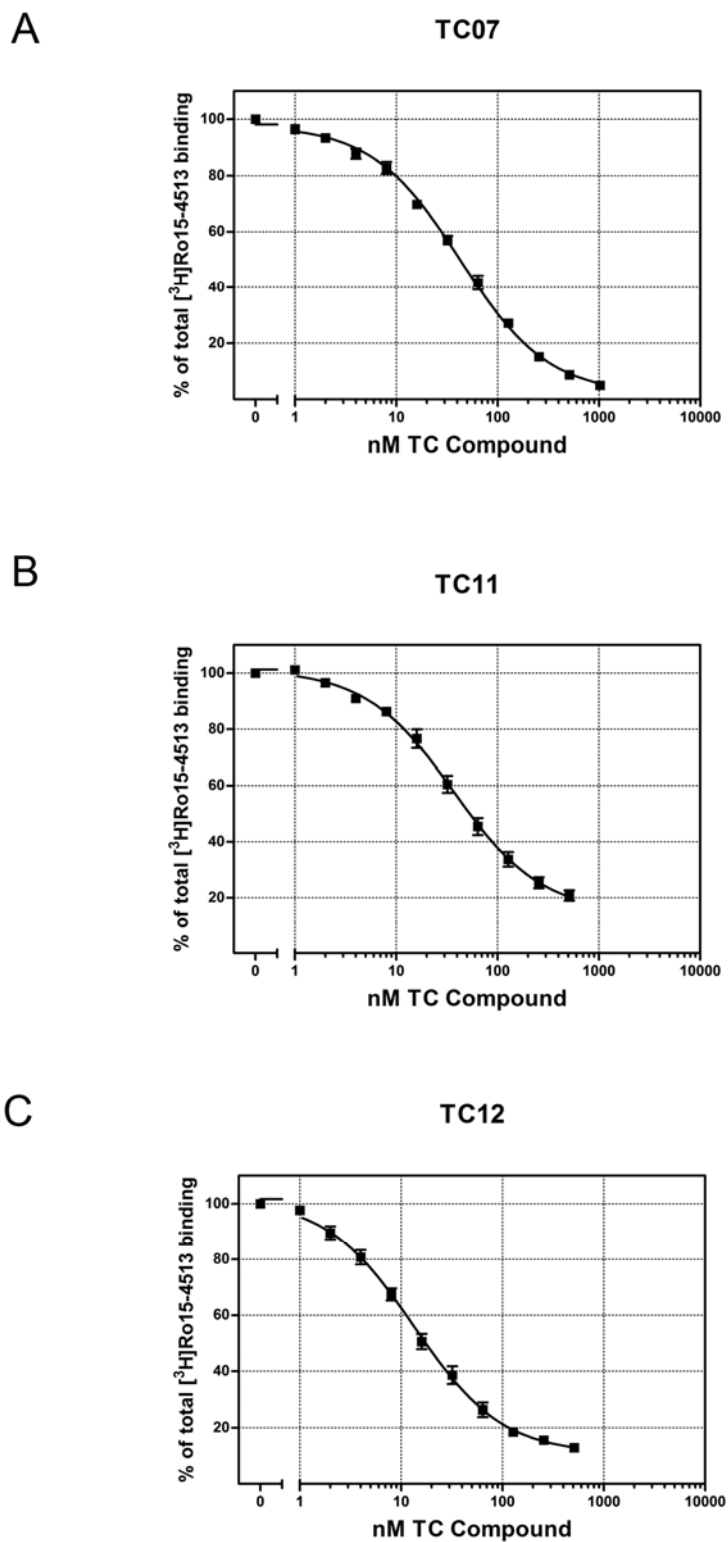 A
TC07
% of total [³H]Ro15-4513 binding
100
80
60
40
20
0 1 10 100 1000 10000
nM TC Compound
B
TC11
% of total [³H]Ro15-4513 binding
100
80
60
40
20
0 1 10 100 1000 10000
nM TC Compound
C
TC12
% of total [³H]Ro15-4513 binding
100
80
60
40
20
0 1 10 100 1000 10000
nM TC Compound